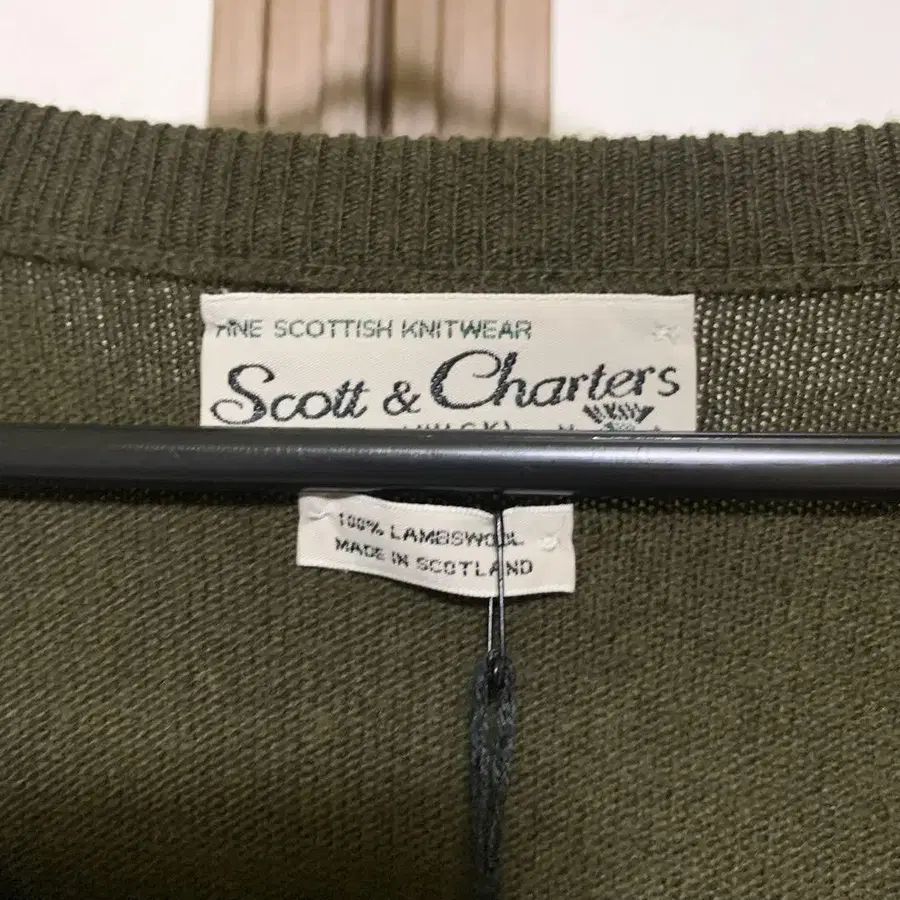 FINE SCOTTISH KNITWEAR
Scott & Charters
100% LAMBSWOOL
MADE IN SCOTLAND